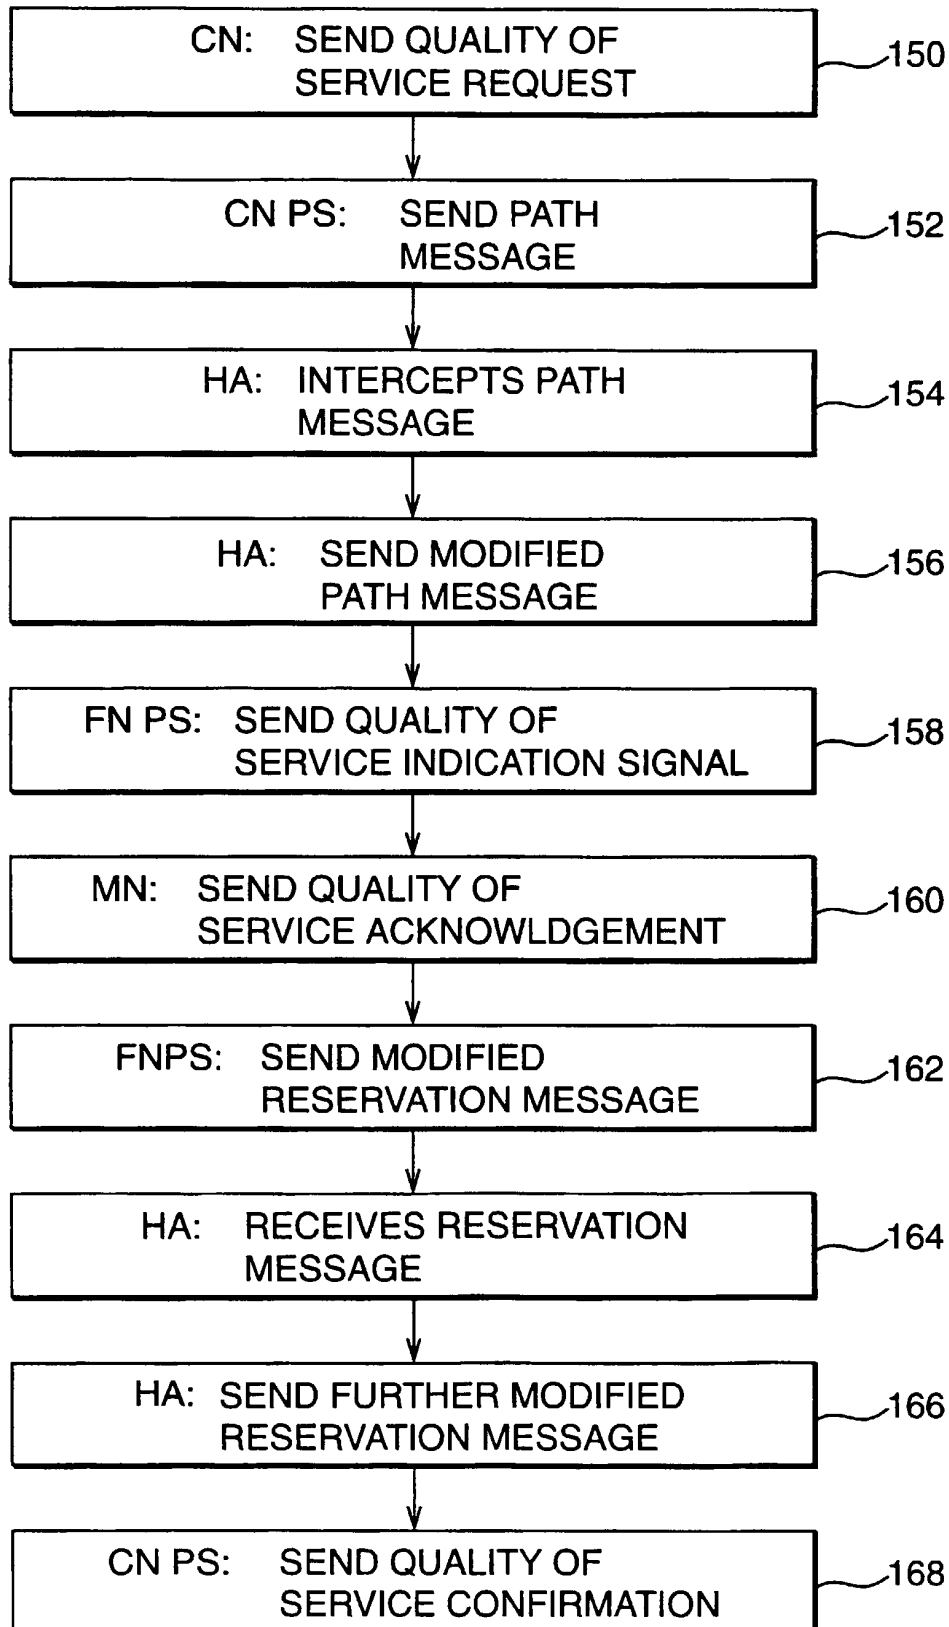 CN: SEND QUALITY OF
SERVICE REQUEST
150
CN PS: SEND PATH
MESSAGE
152
HA: INTERCEPTS PATH
MESSAGE
154
HA: SEND MODIFIED
PATH MESSAGE
156
FN PS: SEND QUALITY OF
SERVICE INDICATION SIGNAL
158
MN: SEND QUALITY OF
SERVICE ACKNOWLDGEMENT
160
FNPS: SEND MODIFIED
RESERVATION MESSAGE
162
HA: RECEIVES RESERVATION
MESSAGE
164
HA: SEND FURTHER MODIFIED
RESERVATION MESSAGE
166
CN PS: SEND QUALITY OF
SERVICE CONFIRMATION
168